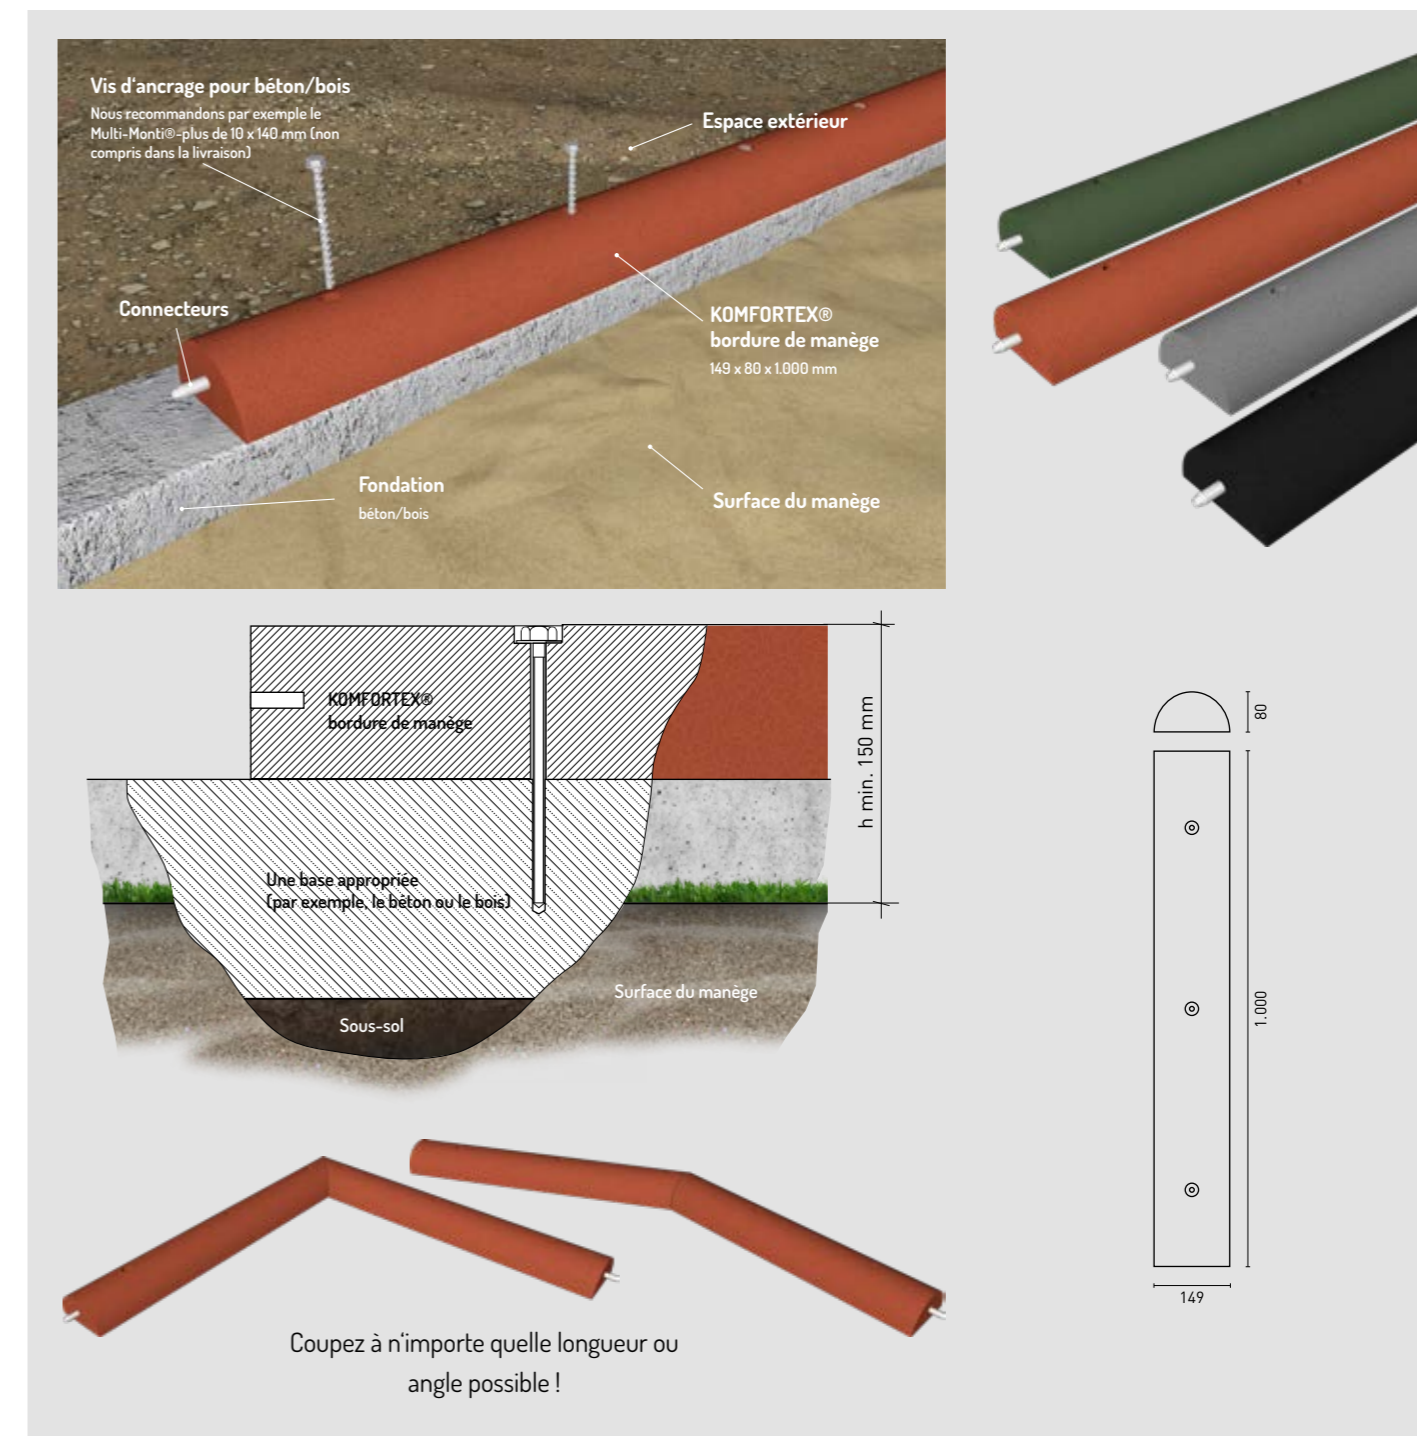 Vis d‘ancrage pour béton/bois
Nous recommandons par exemple le
Multi-Monti®-plus de 10 x 140 mm (non
compris dans la livraison)
Espace extérieur
Connecteurs
KOMFORTEX®
bordure de manège
149 x 80 x 1.000 mm
Fondation
béton/bois
Surface du manège
KOMFORTEX®
bordure de manège
h min. 150 mm
Une base appropriée
(par exemple, le béton ou le bois)
Surface du manège
Sous-sol
80
1.000
149
Coupez à n‘importe quelle longueur ou
angle possible !